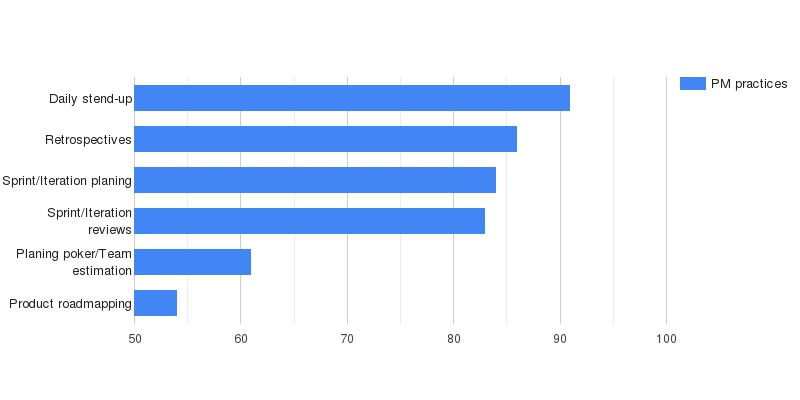 PM practices
Daily stend-up
Retrospectives
Sprint/Iteration planing
Sprint/Iteration
reviews
Planing poker/Team
estimation
Product roadmapping
50 60 70 80 90 100